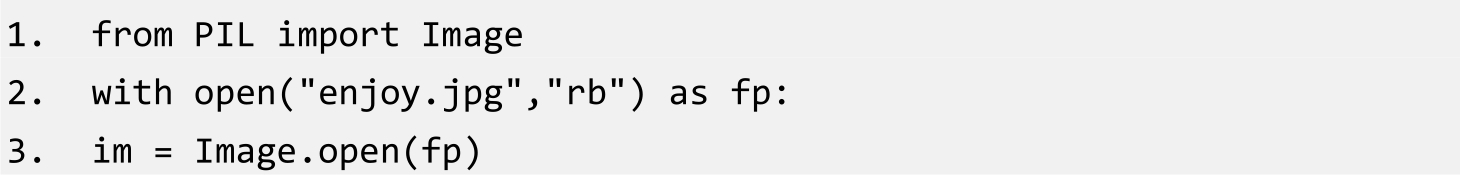 1. from PIL import Image
2. with open("enjoy.jpg","rb") as fp:
3. im = Image.open(fp)